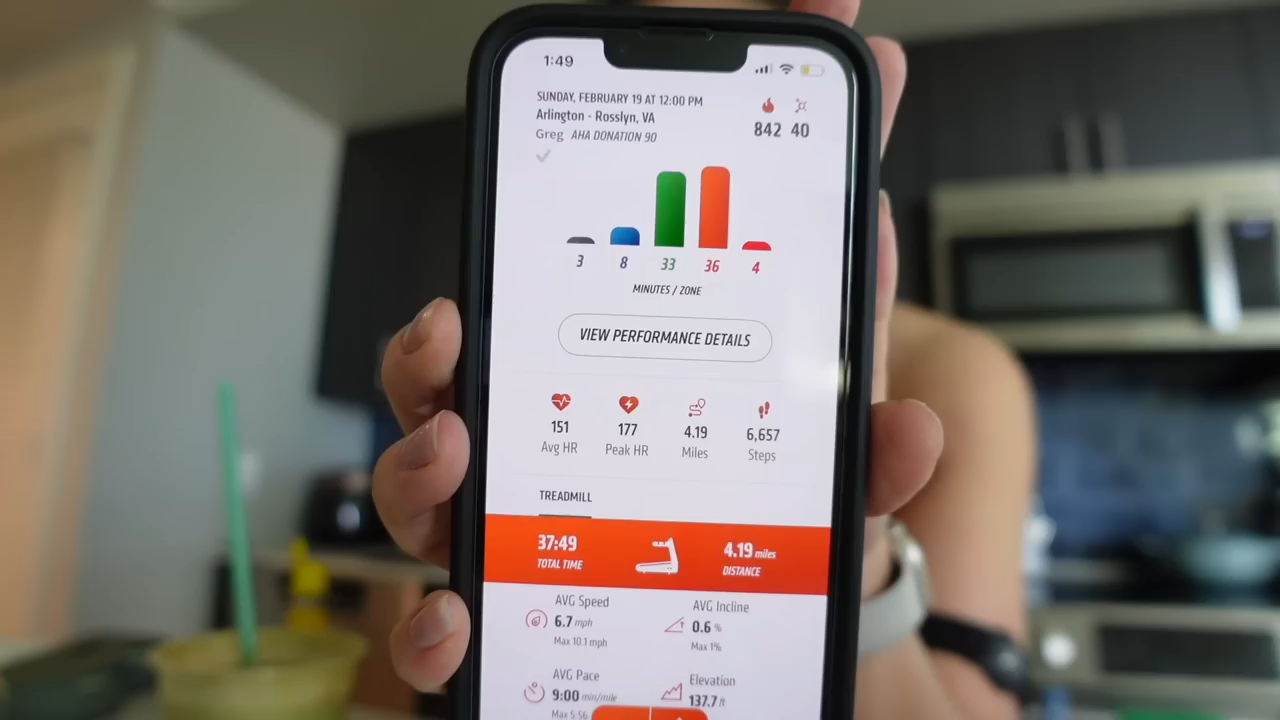 1:49
SUNDAY, FEBRUARY 19 AT 12:00 PM
Arlington - Rosslyn, VA
Greg AHA DONATION 90
842 40
3 8 33 36 4
MINUTES / ZONE
VIEW PERFORMANCE DETAILS
151 177 4.19 6,657
Avg HR Peak HR Miles Steps
TREADMILL
37:49 4.19 miles
TOTAL TIME DISTANCE
AVG Speed AVG Incline
6.7 mph 0.6 %
Max 10.1 mph Max 1%
AVG Pace Elevation
9:00 min/mile 137.7 ft
Max 5:56